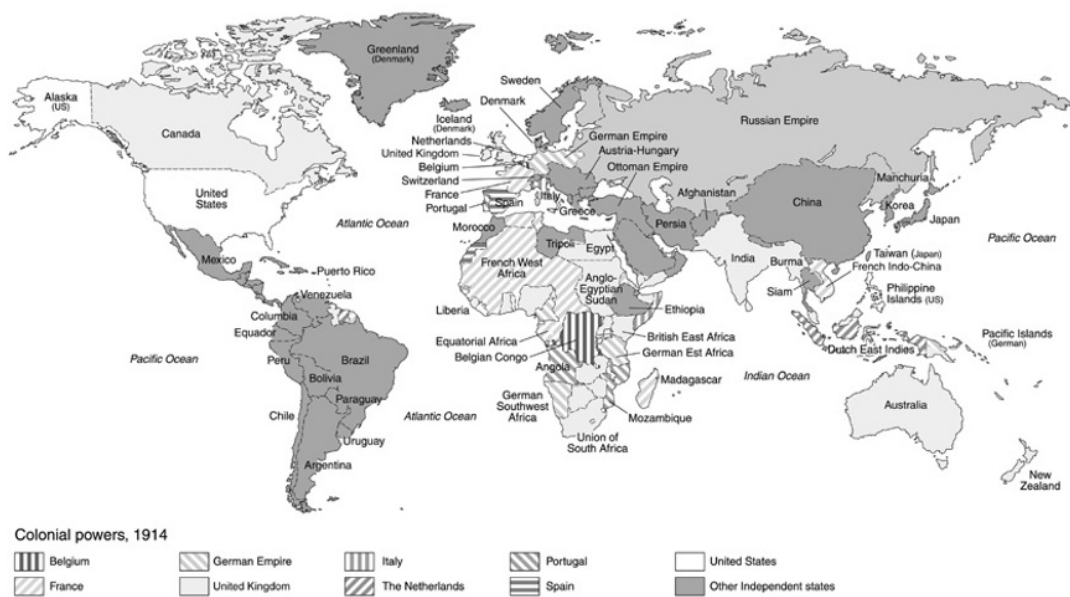 Greenland
(Denmark)
Sweden
Denmark
Alaska
(US)
Iceland
(Denmark)
Russian Empire
Canada
Netherlands
German Empire
United Kingdom
Austria-Hungary
Belgium
Ottoman Empire
Switzerland
Manchuria
France
Italy
Afghanistan
United
States
Portugal
Spain
Greece
China
Korea
Japan
Atlantic Ocean
Persia
Morocco
Tripoli
Egypt
Pacific Ocean
Mexico
French West
Africa
India
Burma
Taiwan (Japan)
French Indo-China
Puerto Rico
Anglo-
Egyptian
Sudan
Siam
Philippine
Islands (US)
Venezuela
Liberia
Ethiopia
Columbia
Equador
Equatorial Africa
British East Africa
Pacific Islands
(German)
Pacific Ocean
Belgian Congo
German Est Africa
Dutch East Indies
Peru
Brazil
Angola
Indian Ocean
Bolivia
Madagascar
Paraguay
German
Southwest
Africa
Australia
Chile
Atlantic Ocean
Mozambique
Uruguay
Union of
South Africa
Argentina
New
Zealand
Colonial powers, 1914
Belgium
German Empire
Italy
Portugal
United States
France
United Kingdom
The Netherlands
Spain
Other Independent states